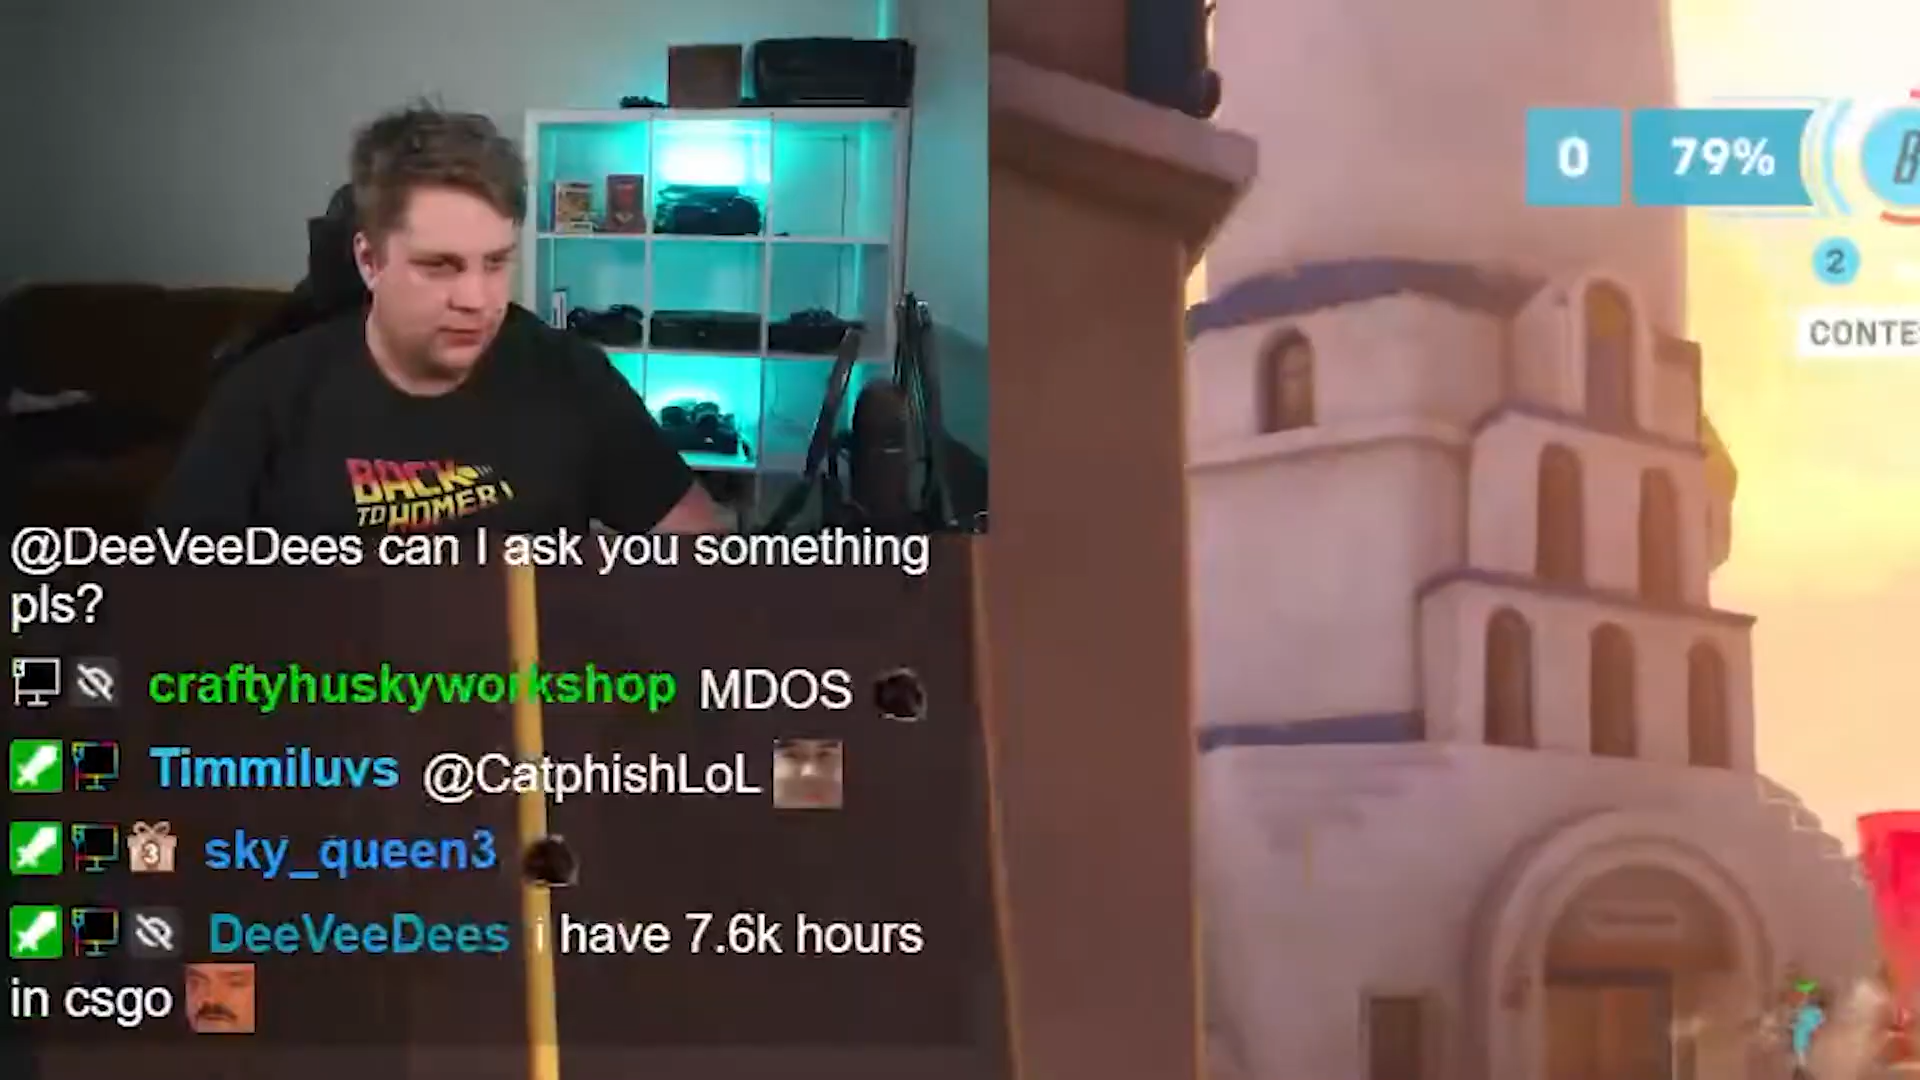 BACK
TO HOMER!
0 79%
2
CONTE
@DeeVeeDees can I ask you something
pls?
craftyhuskyworkshop MDOS
Timmiluvs @CatphishLoL
3 sky_queen3
DeeVeeDees i have 7.6k hours
in csgo